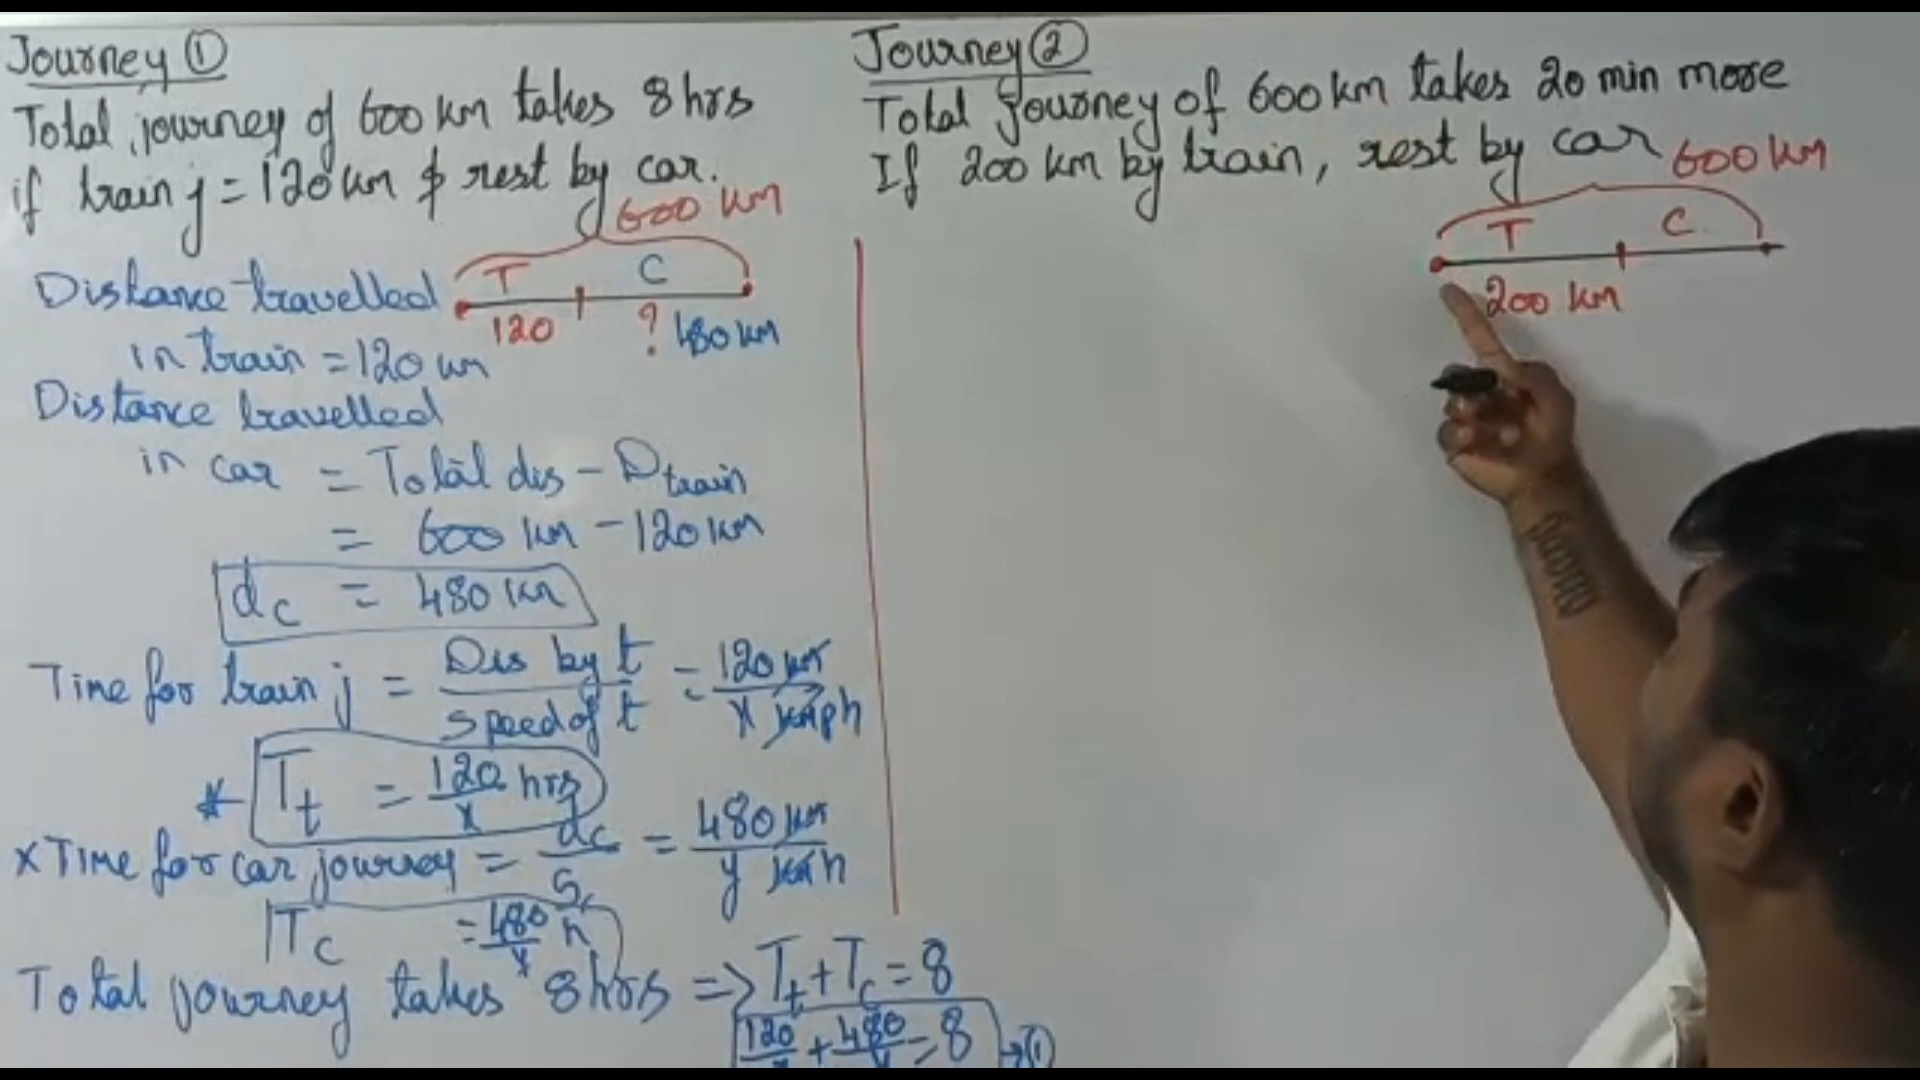 Journey ①
Total journey of 600 km takes 8 hrs
if train j = 120 km & rest by car.
600 km
T C
120 ? 480 km
Distance travelled
in train = 120 km
Distance travelled
in car = Total dis - Dtrain
= 600 km - 120 km
dc = 480 km
Time for train j = Dis by t / speed of t = 120 km / x kmph
* Tt = 120/x hrs
x Time for car journey = dc / Sc = 480 km / y kmh
Tc = 480/y h
Total journey takes 8 hrs => Tt + Tc = 8
120/x + 480/y = 8 → ①
Journey ②
Total journey of 600 km takes 20 min more
If 200 km by train, rest by car
600 km
T C.
200 km